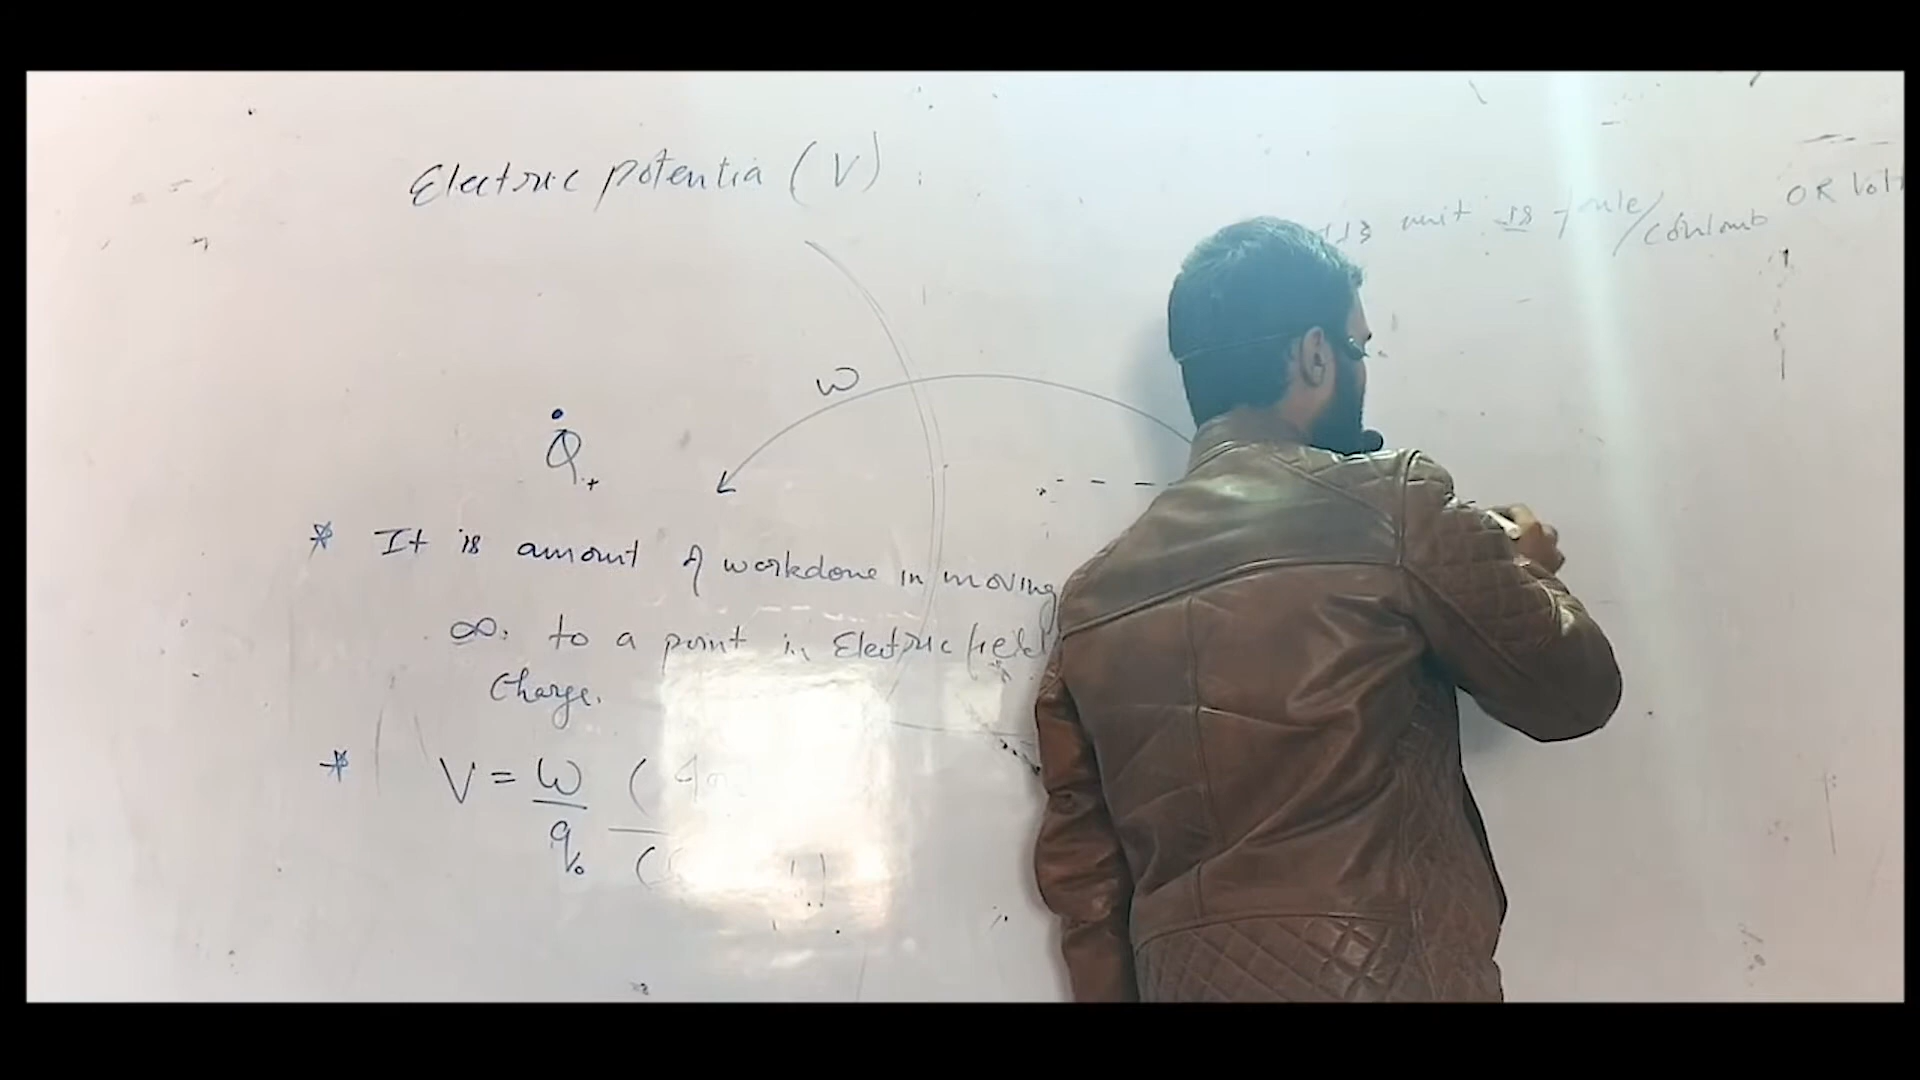 Electric potentia (V)
unit is Joule/coulomb OR Volt
W
Q+
* It is amount of workdone in moving
∞ to a point in Electric field
Charge.
* V = W/q₀